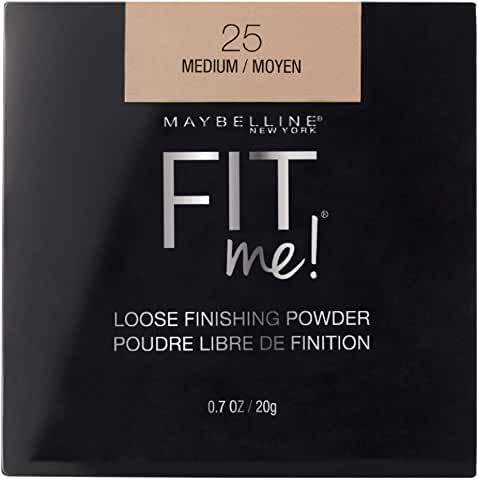 25
MEDIUM / MOYEN
MAYBELLINE®
NEW YORK
FIT
me!®
LOOSE FINISHING POWDER
POUDRE LIBRE DE FINITION
0.7 OZ / 20g